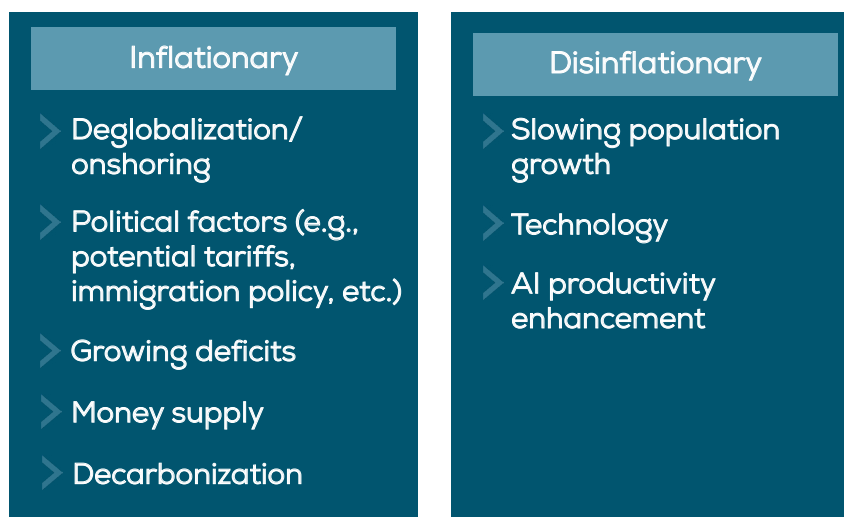 Inflationary
Deglobalization/
onshoring
Political factors (e.g.,
potential tariffs,
immigration policy, etc.)
Growing deficits
Money supply
Decarbonization
Disinflationary
Slowing population
growth
Technology
AI productivity
enhancement